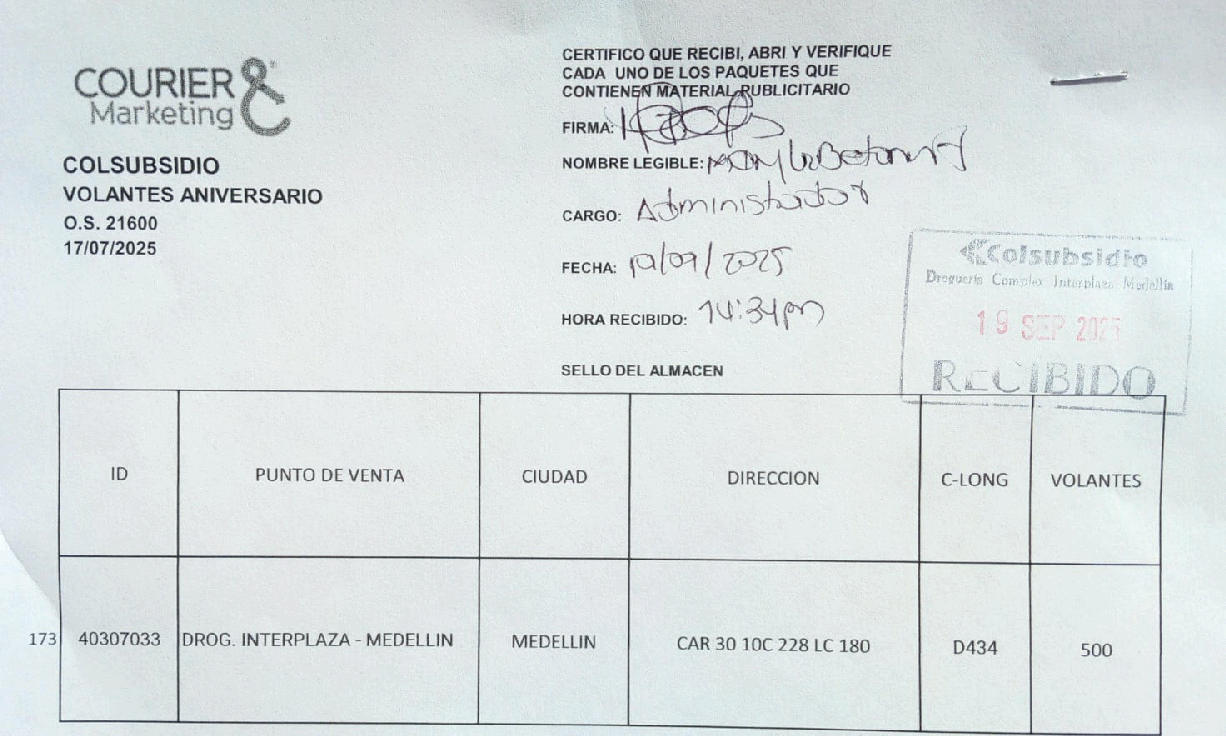 COURIER &
Marketing
COLSUBSIDIO
VOLANTES ANIVERSARIO
O.S. 21600
17/07/2025
CERTIFICO QUE RECIBI, ABRI Y VERIFIQUE
CADA UNO DE LOS PAQUETES QUE
CONTIENEN MATERIAL PUBLICITARIO
FIRMA:
NOMBRE LEGIBLE:
CARGO: Administrador
FECHA: 19/09/2025
HORA RECIBIDO: 14:34pm
SELLO DEL ALMACEN
Colsubsidio
Drogueria Complex Interplaza Medellin
19 SEP 2025
RECIBIDO
ID PUNTO DE VENTA CIUDAD DIRECCION C-LONG VOLANTES
173 40307033 DROG. INTERPLAZA - MEDELLIN MEDELLIN CAR 30 10C 228 LC 180 D434 500